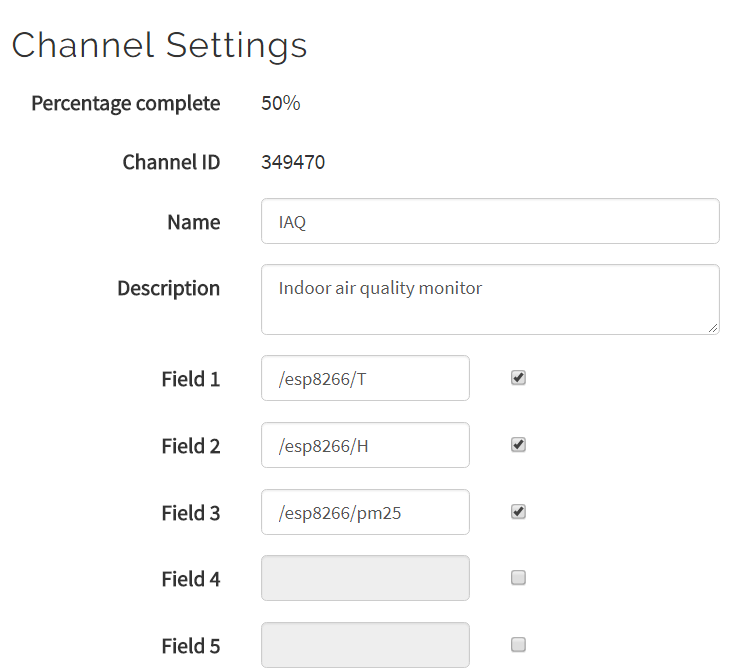 Channel Settings
Percentage complete 50%
Channel ID 349470
Name IAQ
Description Indoor air quality monitor
Field 1 /esp8266/T
Field 2 /esp8266/H
Field 3 /esp8266/pm25
Field 4
Field 5